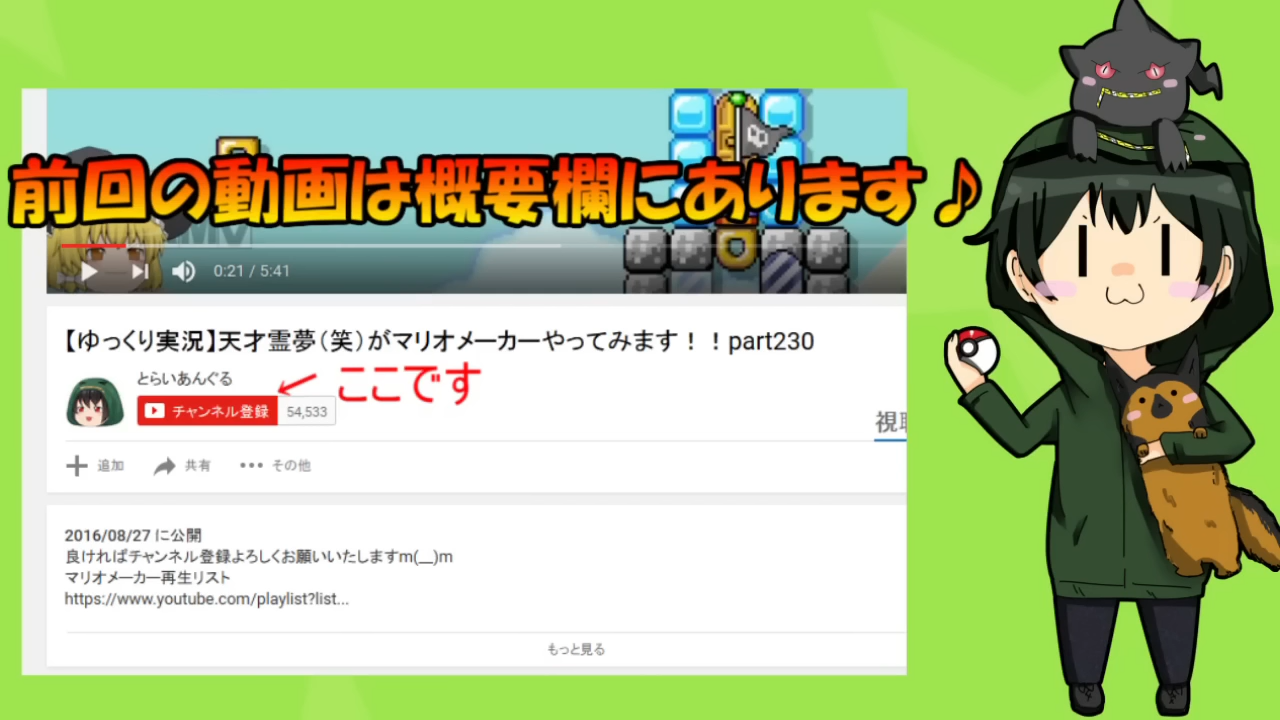 前回の動画は概要欄にあります♪
0:21 / 5:41
【ゆっくり実況】天才霊夢（笑）がマリオメーカーやってみます！！part230
とらいあんぐる
チャンネル登録 54,533
ここです
視聴
追加 共有 その他
2016/08/27 に公開
良ければチャンネル登録よろしくお願いいたしますm(__)m
マリオメーカー再生リスト
https://www.youtube.com/playlist?list...
もっと見る